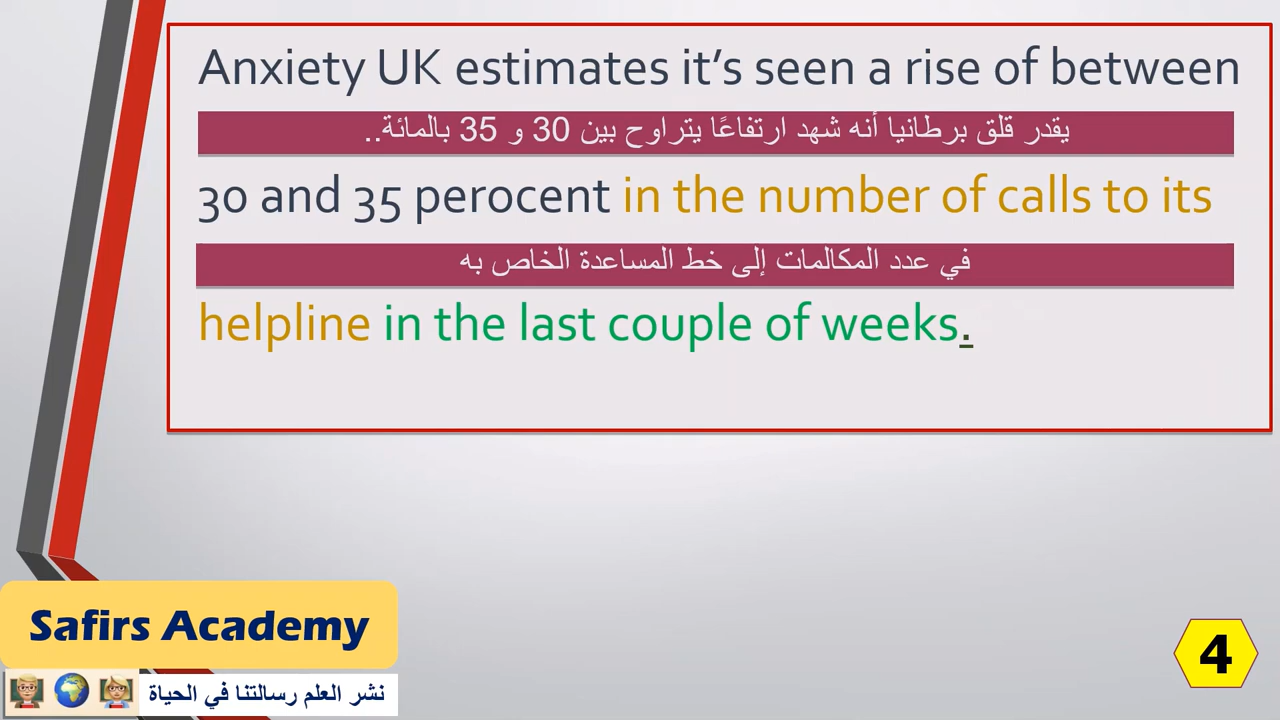 Anxiety UK estimates it’s seen a rise of between
يقدر قلق برطانيا أنه شهد ارتفاعًا يتراوح بين 30 و 35 بالمائة..
30 and 35 perocent in the number of calls to its
في عدد المكالمات إلى خط المساعدة الخاص به
helpline in the last couple of weeks.
Safirs Academy
نشر العلم رسالتنا في الحياة
4